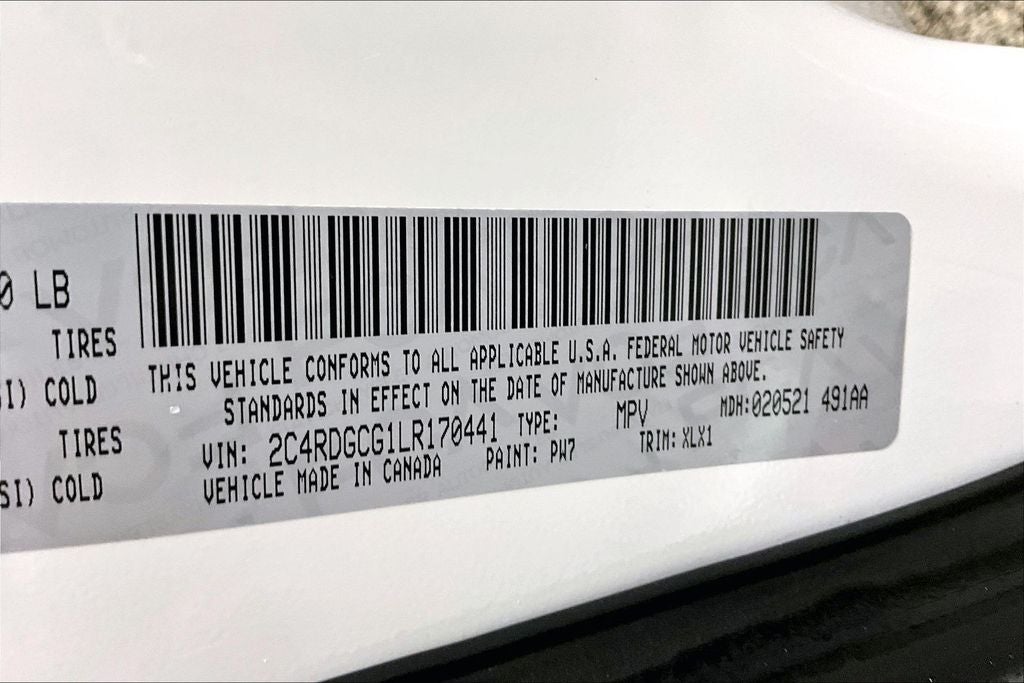 0 LB
TIRES
SI) COLD
TIRES
SI) COLD
THIS VEHICLE CONFORMS TO ALL APPLICABLE U.S.A. FEDERAL MOTOR VEHICLE SAFETY
STANDARDS IN EFFECT ON THE DATE OF MANUFACTURE SHOWN ABOVE.
VIN: 2C4RDGCG1LR170441 TYPE: MPV MDH:020521 491AA
VEHICLE MADE IN CANADA PAINT: PW7 TRIM: XLX1